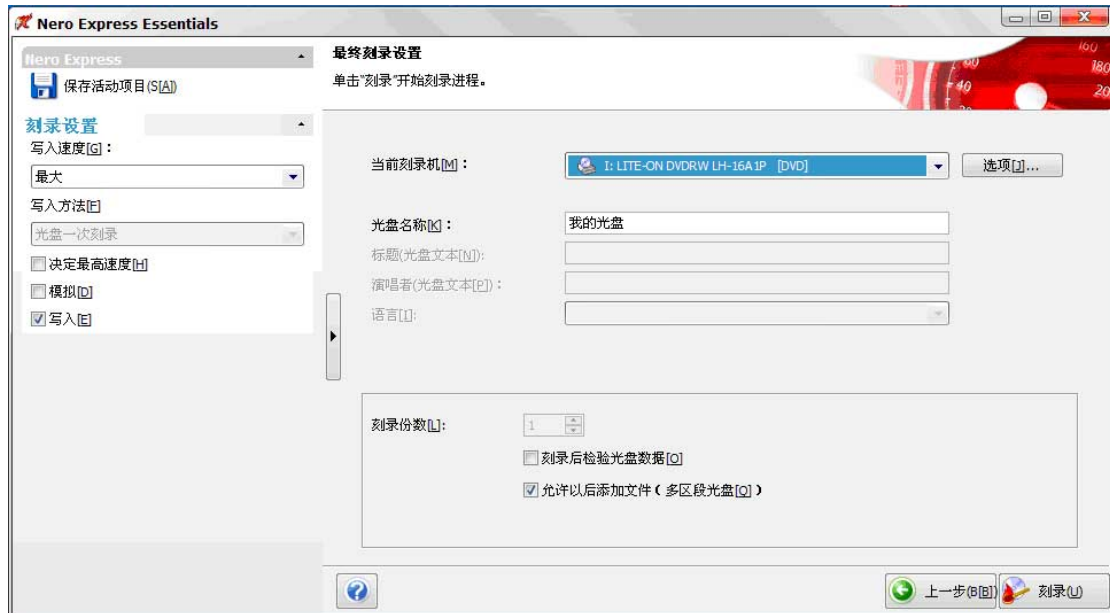 Nero Express Essentials
Nero Express
保存活动项目(S[A])
刻录设置
写入速度[G]：
最大
写入方法[F]
光盘一次刻录
决定最高速度[H]
模拟[D]
写入[E]
最终刻录设置
单击"刻录"开始刻录进程。
60
40
160
180
当前刻录机[M]：
I: LITE-ON DVDRW LH-16A1P [DVD]
选项[J]...
光盘名称[K]：
我的光盘
标题(光盘文本[N]):
演唱者(光盘文本[P])：
语言[I]:
刻录份数[L]:
1
刻录后检验光盘数据[O]
允许以后添加文件（多区段光盘[Q]）
上一步(B[B])
刻录(U)